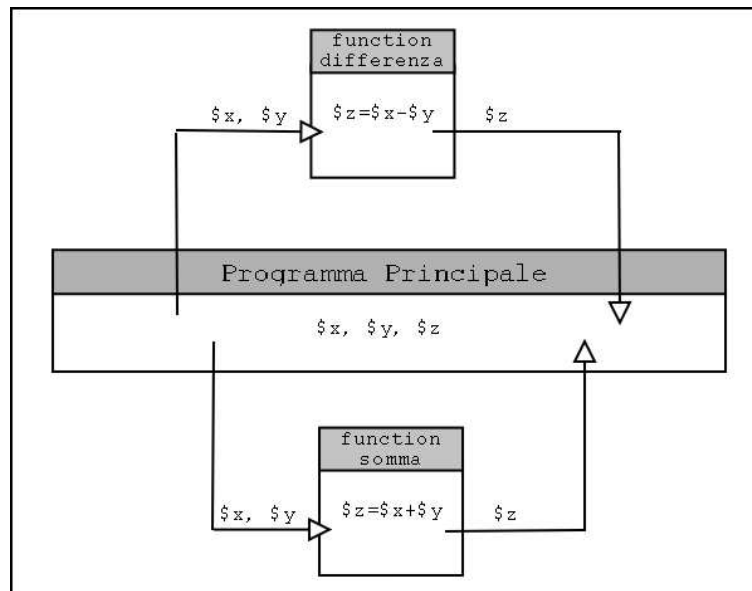 function
differenza
$x, $y
$z=$x-$y
$z
Programma Principale
$x, $y, $z
function
somma
$x, $y
$z=$x+$y
$z